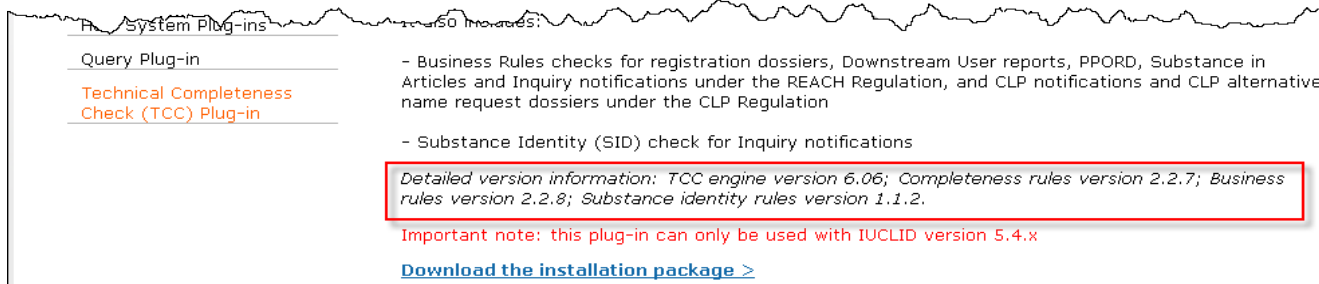 System Plug-ins
also includes:
Query Plug-in
Technical Completeness
Check (TCC) Plug-in
- Business Rules checks for registration dossiers, Downstream User reports, PPORD, Substance in
Articles and Inquiry notifications under the REACH Regulation, and CLP notifications and CLP alternative
name request dossiers under the CLP Regulation
- Substance Identity (SID) check for Inquiry notifications
Detailed version information: TCC engine version 6.06; Completeness rules version 2.2.7; Business
rules version 2.2.8; Substance identity rules version 1.1.2.
Important note: this plug-in can only be used with IUCLID version 5.4.x
Download the installation package >